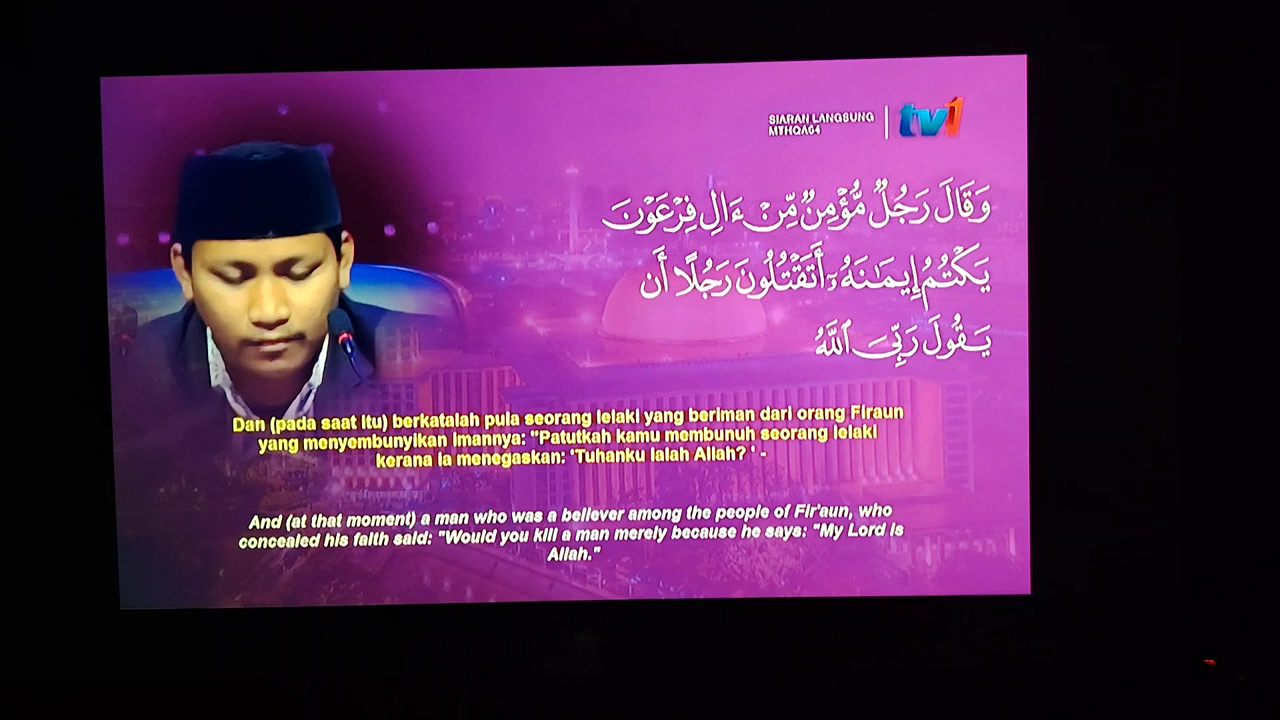 SIARAN LANGSUNG
MTHQA64
tv1
وَقَالَ رَجُلٌ مُّؤْمِنٌ مِّنْ ءَالِ فِرْعَوْنَ
يَكْتُمُ إِيمَـٰنَهُۥٓ أَتَقْتُلُونَ رَجُلًا أَن
يَقُولَ رَبِّىَ ٱللَّهُ
Dan (pada saat itu) berkatalah pula seorang lelaki yang beriman dari orang Firaun
yang menyembunyikan imannya: "Patutkah kamu membunuh seorang lelaki
kerana ia menegaskan: 'Tuhanku ialah Allah? ' -
And (at that moment) a man who was a believer among the people of Fir'aun, who
concealed his faith said: "Would you kill a man merely because he says: "My Lord is
Allah."